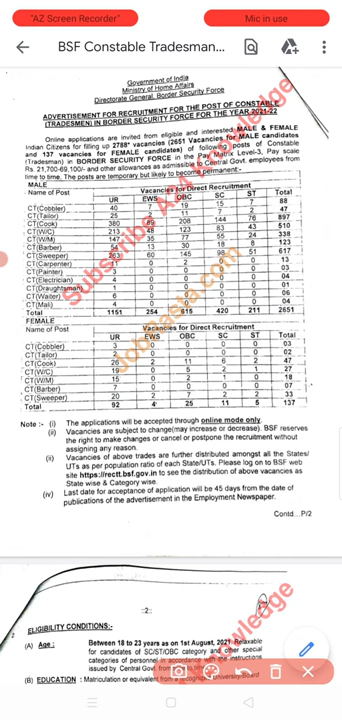 "AZ Screen Recorder"
Mic in use
BSF Constable Tradesman...
Government of India
Ministry of Home Affairs
Directorate General, Border Security Force
ADVERTISEMENT FOR RECRUITMENT FOR THE POST OF CONSTABLE
(TRADESMEN) IN BORDER SECURITY FORCE FOR THE YEAR 2021-22
Online applications are invited from eligible and interested MALE & FEMALE
Indian Citizens for filling up 2788* vacancies (2651 Vacancies for MALE candidates
and 137 vacancies for FEMALE candidates) of following posts of Constable
(Tradesman) in BORDER SECURITY FORCE in the Pay Matrix Level-3, Pay scale
Rs. 21,700-69,100/- and other allowances as admissible to Central Govt. employees from
time to time. The posts are temporary but likely to become permanent:-
MALE
Name of Post Vacancies for Direct Recruitment Total
UR EWS OBC SC ST
CT(Cobbler) 40 7 19 15 7 88
CT(Tailor) 25 2 11 7 2 47
CT(Cook) 380 89 208 144 76 897
CT(W/C) 213 48 123 83 43 510
CT(W/M) 147 35 77 55 24 338
CT(Barber) 54 13 30 18 8 123
CT(Sweeper) 263 60 145 98 51 617
CT(Carpenter) 11 0 2 0 0 13
CT(Painter) 3 0 0 0 0 03
CT(Electrician) 4 0 0 0 0 04
CT(Draughtsman) 1 0 0 0 0 01
CT(Waiter) 6 0 0 0 0 06
CT(Mali) 4 0 0 0 0 04
Total 1151 254 615 420 211 2651
FEMALE
Name of Post Vacancies for Direct Recruitment Total
UR EWS OBC SC ST
CT(Cobbler) 3 0 0 0 0 03
CT(Tailor) 2 0 0 0 0 02
CT(Cook) 26 2 11 6 2 47
CT(W/C) 19 0 5 2 1 27
CT(W/M) 15 0 2 1 0 18
CT(Barber) 7 0 0 0 0 07
CT(Sweeper) 20 2 7 2 2 33
Total 92 4 25 11 5 137
Note :- (i) The applications will be accepted through online mode only.
(ii) Vacancies are subject to change(may increase or decrease). BSF reserves
the right to make changes or cancel or postpone the recruitment without
assigning any reason.
(ii) Vacancies of above trades are further distributed amongst all the States/
UTs as per population ratio of each State/UTs. Please log on to BSF web
site https://rectt.bsf.gov.in to see the distribution of above vacancies as
State wise & Category wise.
(iv) Last date for acceptance of application will be 45 days from the date of
publications of the advertisement in the Employment Newspaper.
Contd...P/2
::2::
ELIGIBILITY CONDITIONS:-
(A) Age : Between 18 to 23 years as on 1st August, 2021. Relaxable
for candidates of SC/ST/OBC category and other special
categories of personnel in accordance with the instructions
issued by Central Govt. from
(B) EDUCATION : Matriculation or equivalent from a recognized University/Board